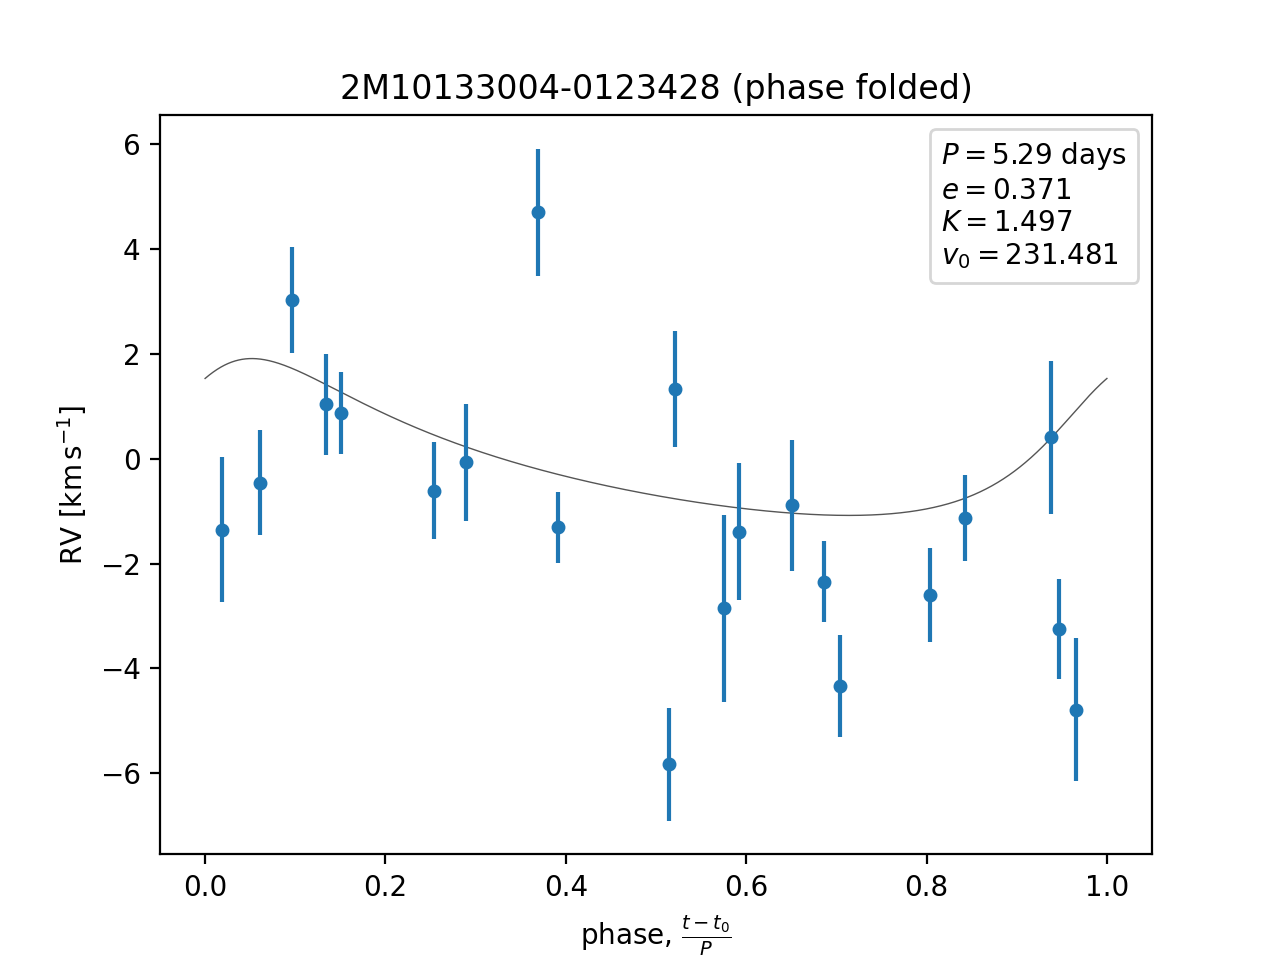 2M10133004-0123428 (phase folded)
P = 5.29 days
e = 0.371
K = 1.497
v₀ = 231.481
6
4
2
0
−2
−4
−6
RV [km s⁻¹]
0.0 0.2 0.4 0.6 0.8 1.0
phase, (t − t₀)/P